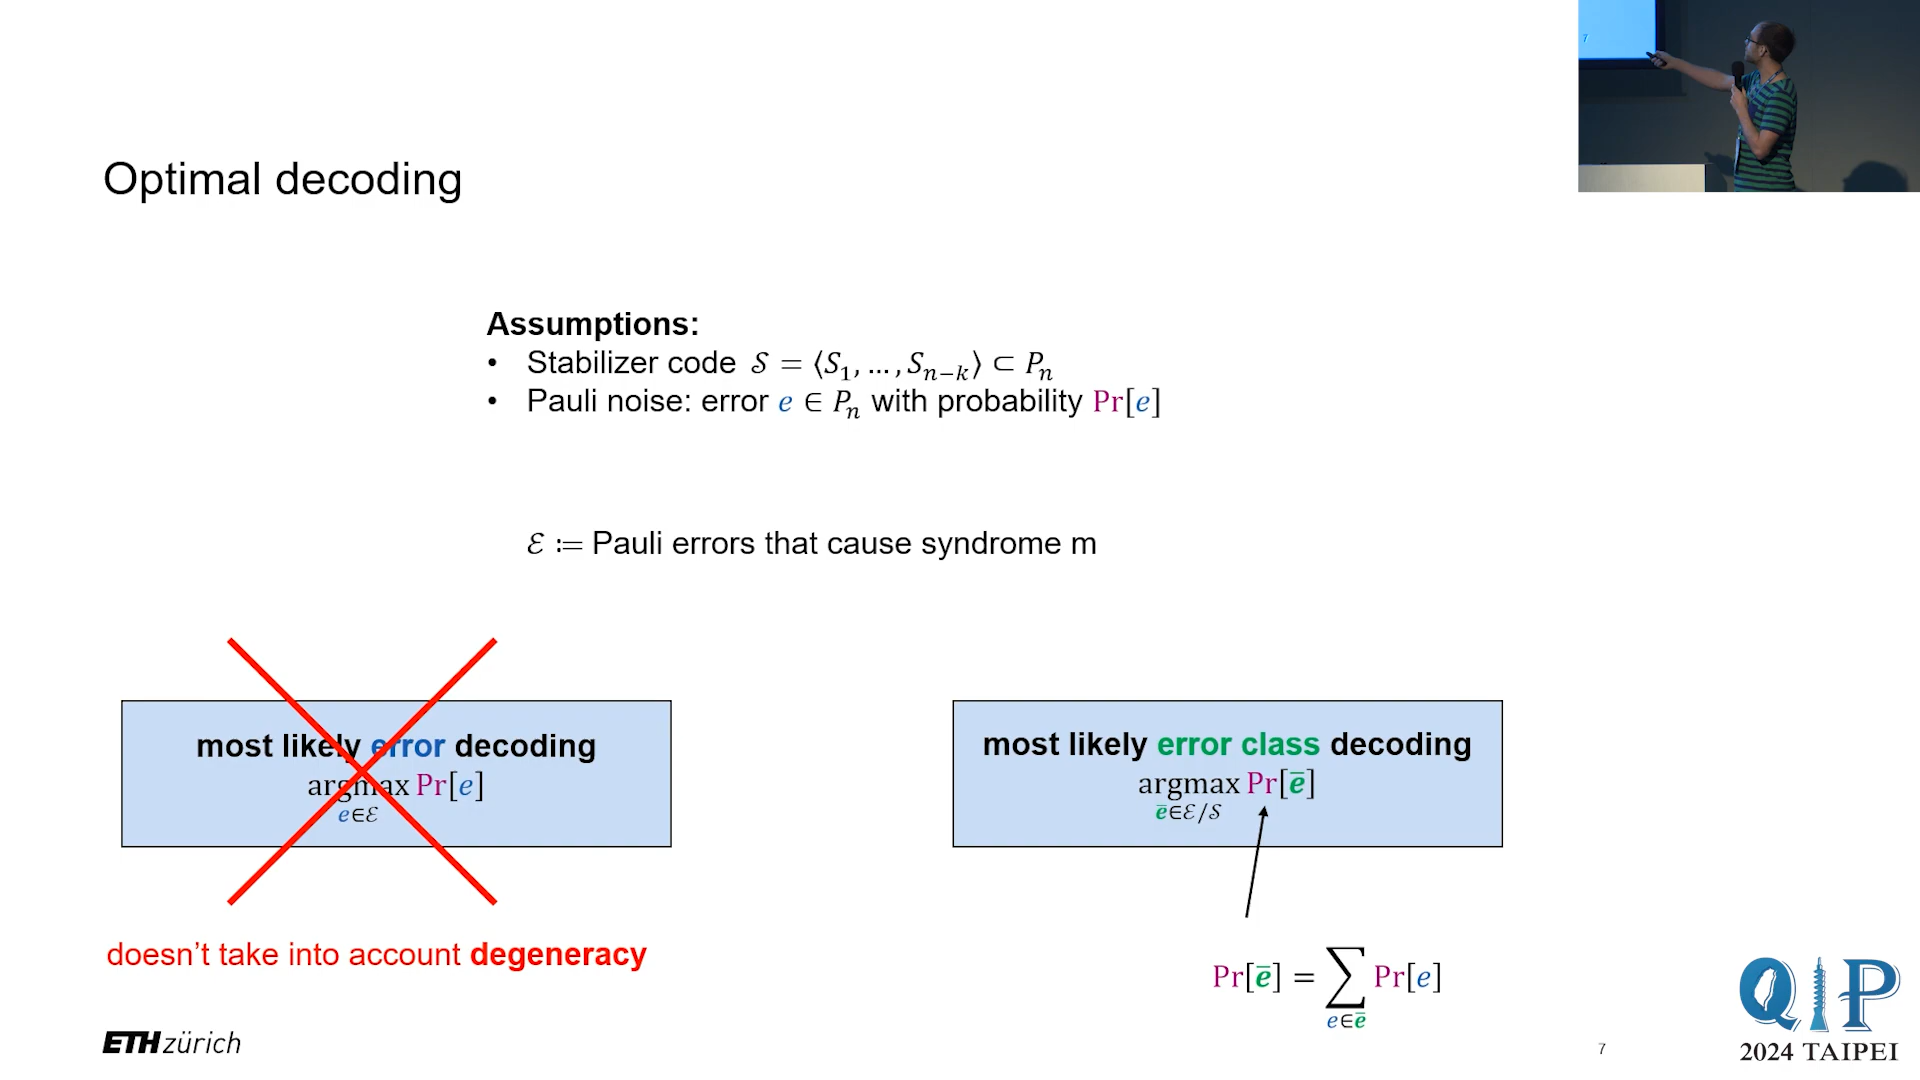 7
Optimal decoding
Assumptions:
• Stabilizer code 𝒮 = ⟨S₁, …, Sₙ₋ₖ⟩ ⊂ Pₙ
• Pauli noise: error e ∈ Pₙ with probability Pr[e]
ℰ ≔ Pauli errors that cause syndrome m
most likely error decoding
argmax Pr[e]
e∈ℰ
most likely error class decoding
argmax Pr[e̅]
e̅∈ℰ/𝒮
doesn't take into account degeneracy
Pr[e̅] = ∑ Pr[e]
e∈e̅
ETH zürich
7
QIP
2024 TAIPEI